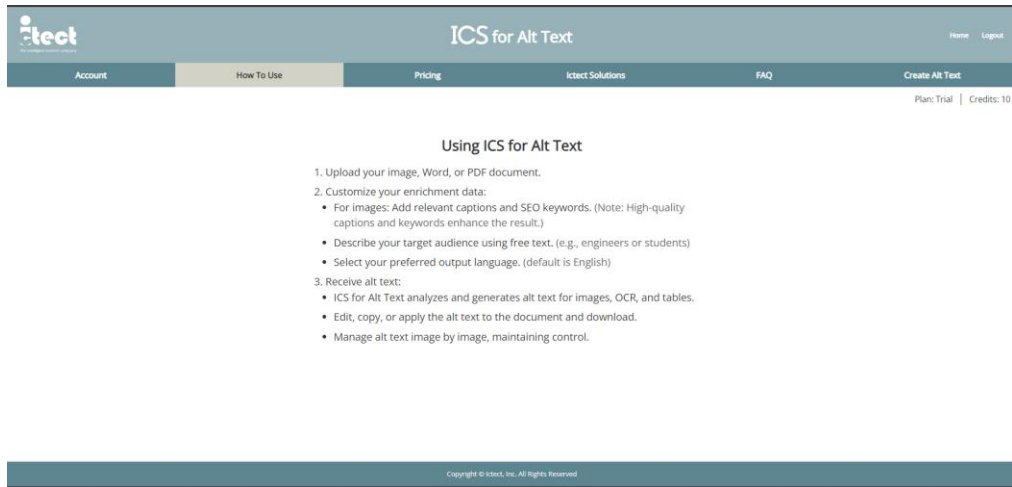 ictect
ICS for Alt Text
Home Logout
Account How To Use Pricing Ictect Solutions FAQ Create Alt Text
Plan: Trial | Credits: 10
Using ICS for Alt Text
1. Upload your image, Word, or PDF document.
2. Customize your enrichment data:
• For images: Add relevant captions and SEO keywords. (Note: High-quality
captions and keywords enhance the result.)
• Describe your target audience using free text. (e.g., engineers or students)
• Select your preferred output language. (default is English)
3. Receive alt text:
• ICS for Alt Text analyzes and generates alt text for images, OCR, and tables.
• Edit, copy, or apply the alt text to the document and download.
• Manage alt text image by image, maintaining control.
Copyright © Ictect, Inc. All Rights Reserved